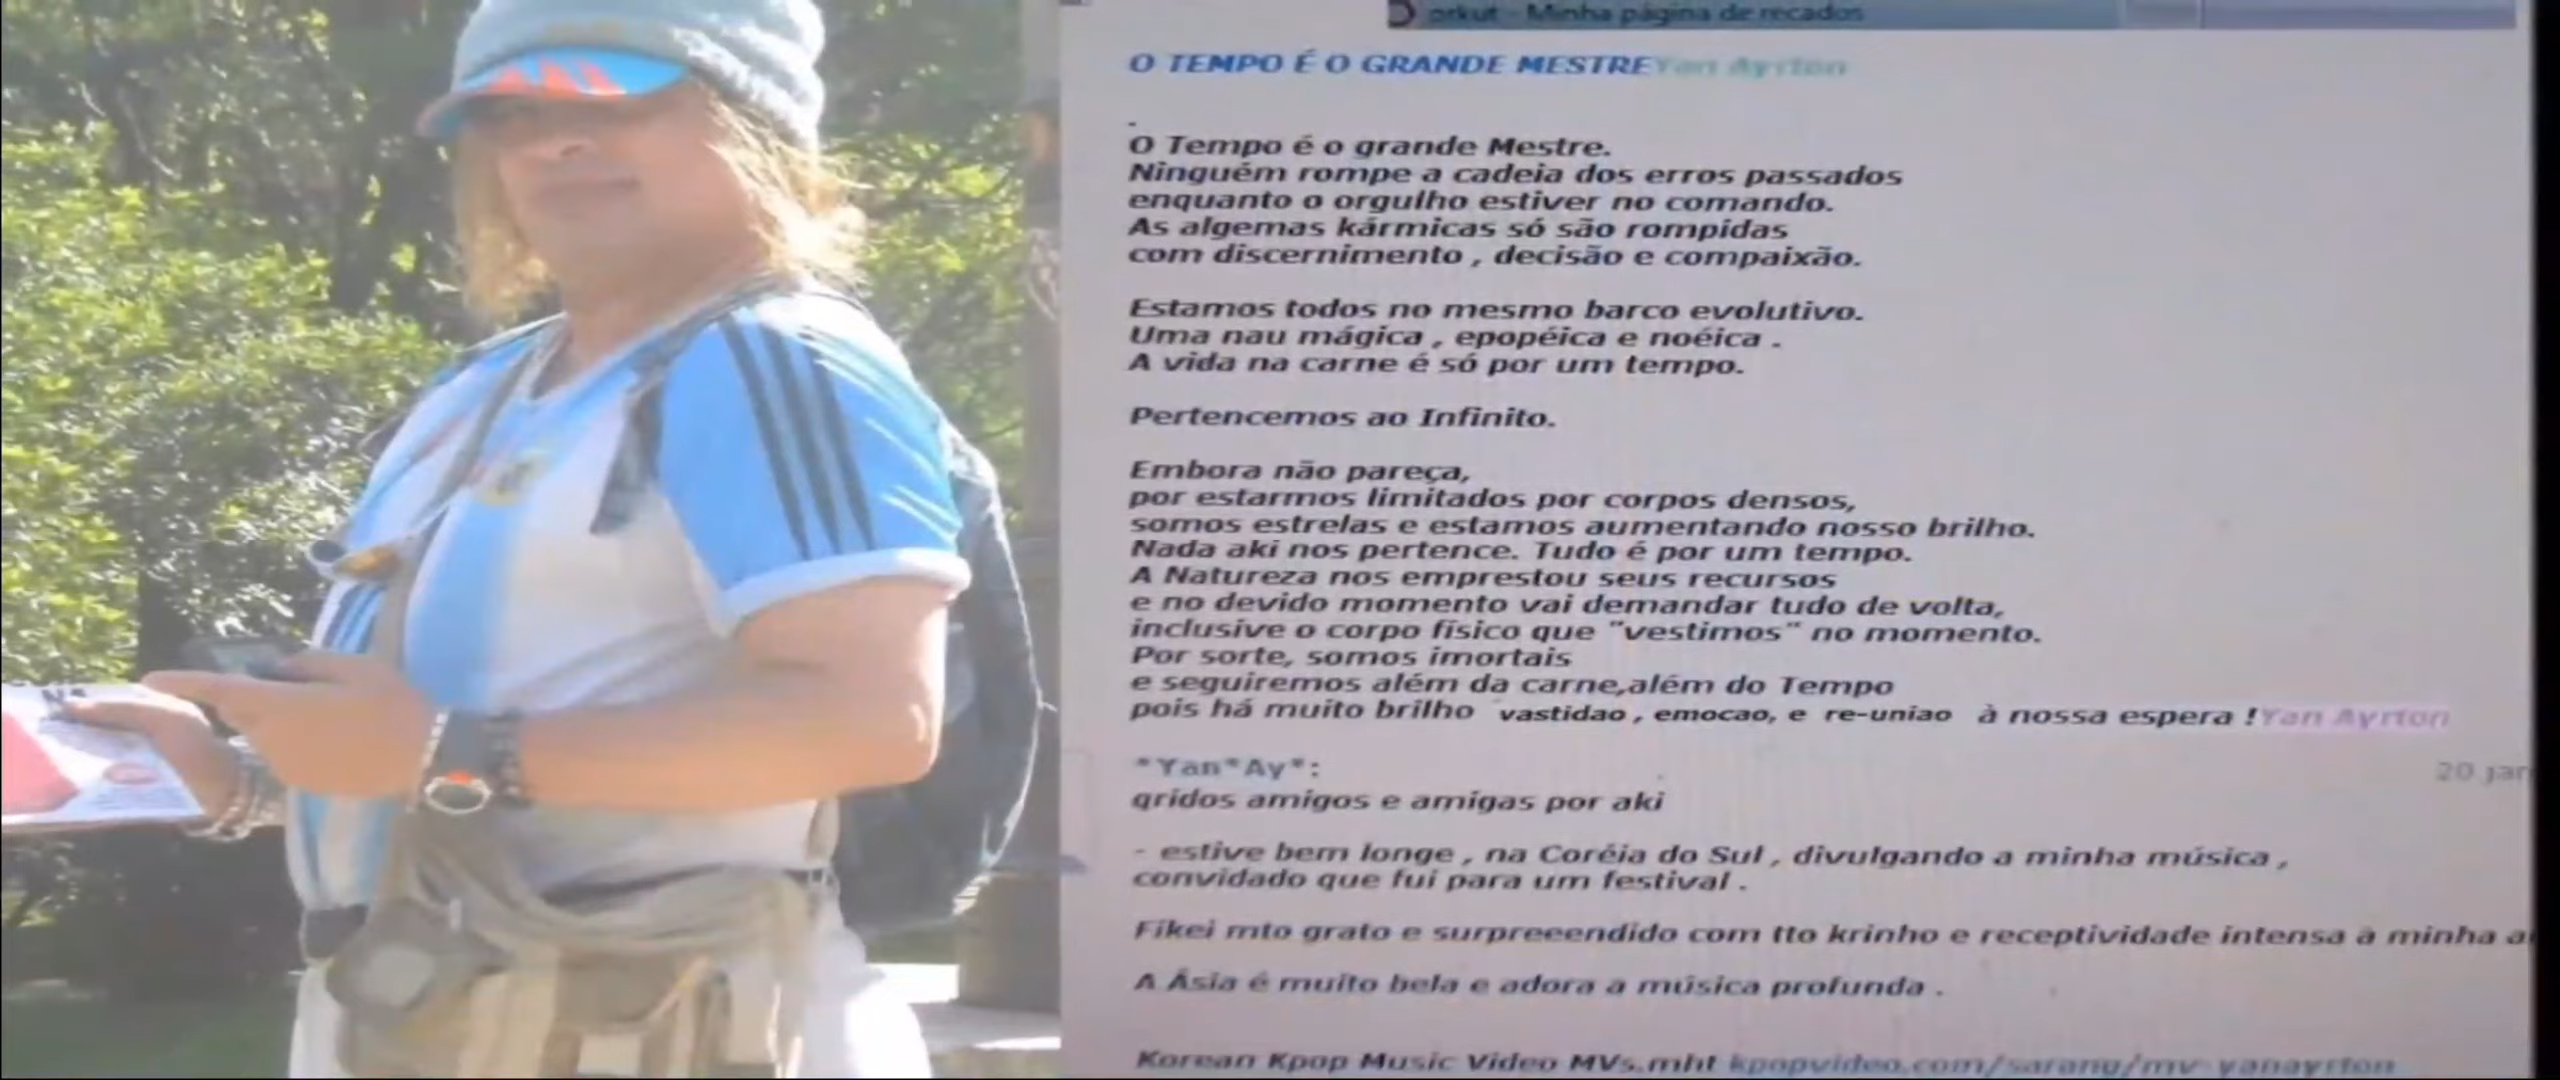 orkut - Minha página de recados
O TEMPO É O GRANDE MESTRE Yan Ayrton
.
O Tempo é o grande Mestre.
Ninguém rompe a cadeia dos erros passados
enquanto o orgulho estiver no comando.
As algemas kármicas só são rompidas
com discernimento , decisão e compaixão.
Estamos todos no mesmo barco evolutivo.
Uma nau mágica , epopéica e noéica .
A vida na carne é só por um tempo.
Pertencemos ao Infinito.
Embora não pareça,
por estarmos limitados por corpos densos,
somos estrelas e estamos aumentando nosso brilho.
Nada aki nos pertence. Tudo é por um tempo.
A Natureza nos emprestou seus recursos
e no devido momento vai demandar tudo de volta,
inclusive o corpo físico que "vestimos" no momento.
Por sorte, somos imortais
e seguiremos além da carne,além do Tempo
pois há muito brilho vastidao , emocao, e re-uniao à nossa espera !Yan Ayrton
*Yan*Ay*:
20 jan
qridos amigos e amigas por aki
- estive bem longe , na Coréia do Sul , divulgando a minha música ,
convidado que fui para um festival .
Fikei mto grato e surpreeendido com tto krinho e receptividade intensa à minha
A Ásia é muito bela e adora a música profunda .
Korean Kpop Music Video MVs.mht kpopvideo.com/sarang/mv-yanayrton